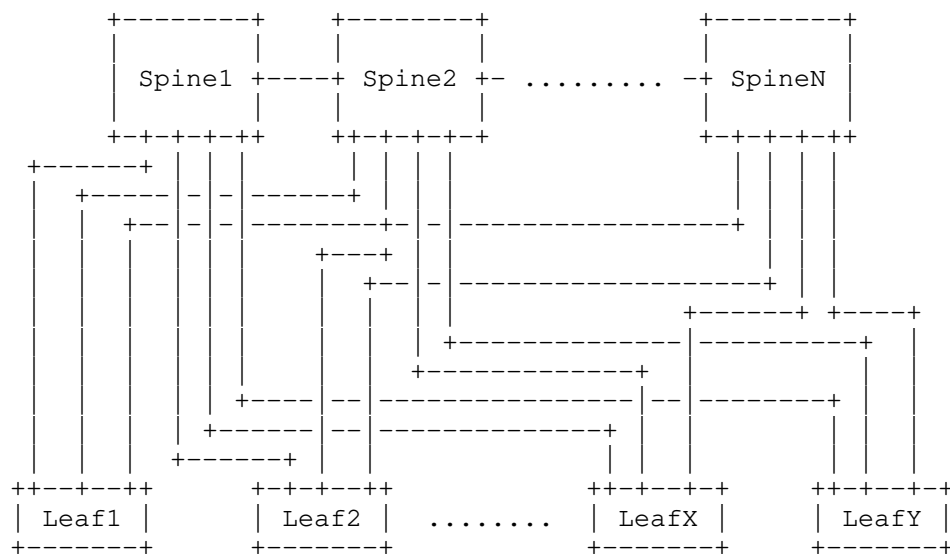 Spine1 Spine2 ......... SpineN
Leaf1 Leaf2 ........ LeafX LeafY